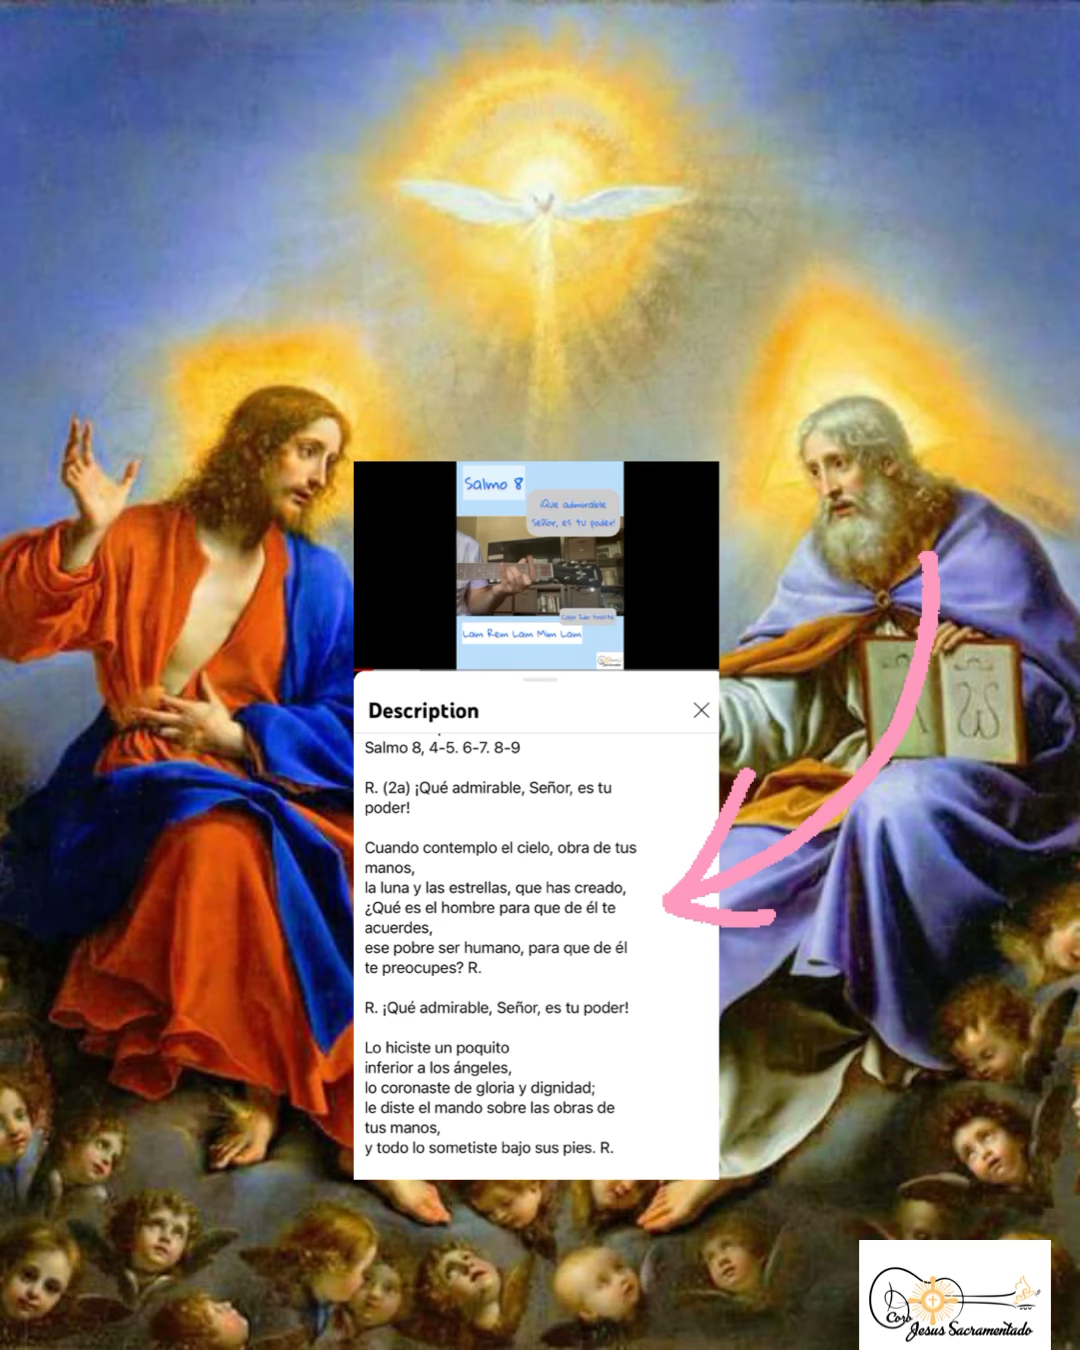 Salmo 8
¡Que admirable
Señor, es tu poder!
Capo 2do traste
Lam Rem Lam Mim Lam
Description
Salmo 8, 4-5. 6-7. 8-9
R. (2a) ¡Qué admirable, Señor, es tu
poder!
Cuando contemplo el cielo, obra de tus
manos,
la luna y las estrellas, que has creado,
¿Qué es el hombre para que de él te
acuerdes,
ese pobre ser humano, para que de él
te preocupes? R.
R. ¡Qué admirable, Señor, es tu poder!
Lo hiciste un poquito
inferior a los ángeles,
lo coronaste de gloria y dignidad;
le diste el mando sobre las obras de
tus manos,
y todo lo sometiste bajo sus pies. R.
Coro
Jesus Sacramentado